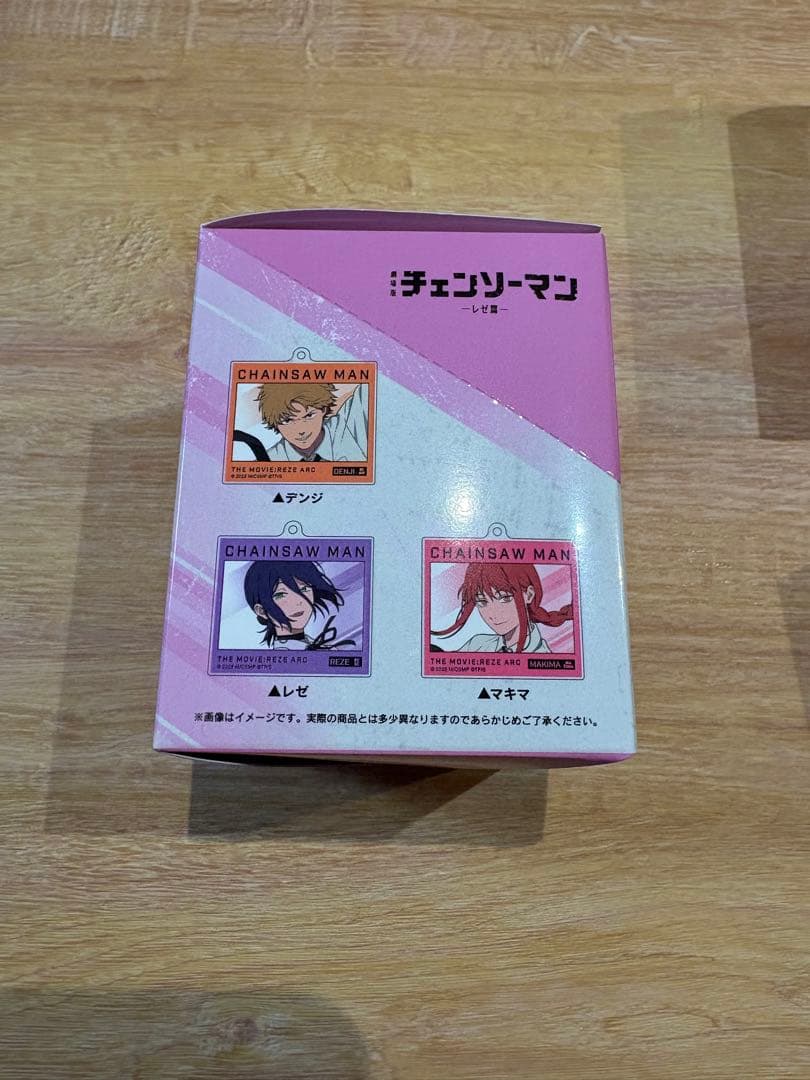 劇場版 チェンソーマン
―レゼ篇―
CHAINSAW MAN
THE MOVIE:REZE ARC
DENJI
▲デンジ
CHAINSAW MAN
THE MOVIE:REZE ARC
REZE
▲レゼ
CHAINSAW MAN
THE MOVIE:REZE ARC
MAKIMA
▲マキマ
※画像はイメージです。実際の商品とは多少異なりますのであらかじめご了承ください。